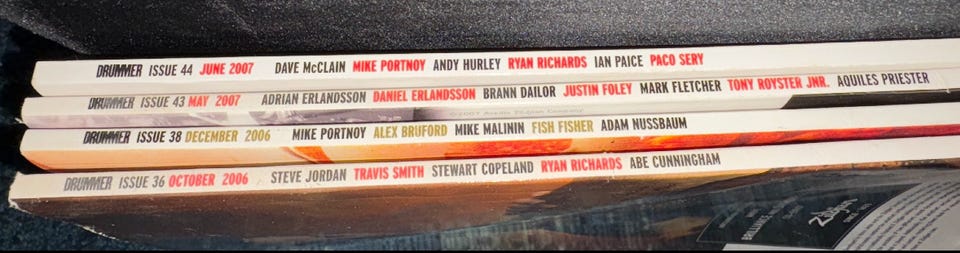 DRUMMER ISSUE 44 JUNE 2007 DAVE McCLAIN MIKE PORTNOY ANDY HURLEY RYAN RICHARDS IAN PAICE PACO SERY
DRUMMER ISSUE 43 MAY 2007 ADRIAN ERLANDSSON DANIEL ERLANDSSON BRANN DAILOR JUSTIN FOLEY MARK FLETCHER TONY ROYSTER JNR. AQUILES PRIESTER
DRUMMER ISSUE 38 DECEMBER 2006 MIKE PORTNOY ALEX BRUFORD MIKE MALININ FISH FISHER ADAM NUSSBAUM
DRUMMER ISSUE 36 OCTOBER 2006 STEVE JORDAN TRAVIS SMITH STEWART COPELAND RYAN RICHARDS ABE CUNNINGHAM